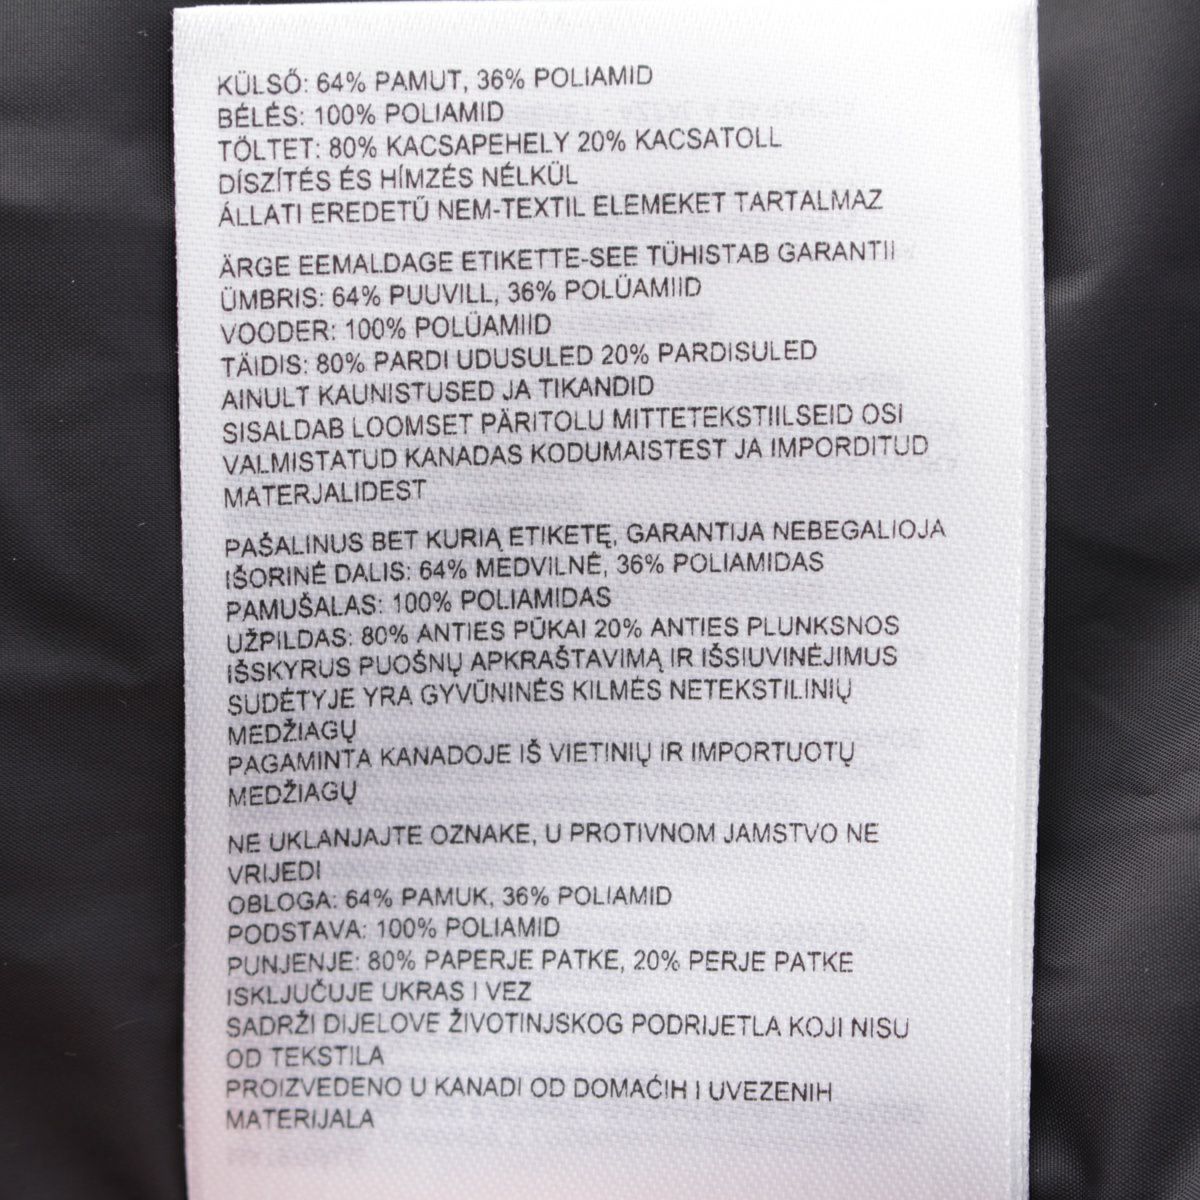 KÜLSŐ: 64% PAMUT, 36% POLIAMID
BÉLÉS: 100% POLIAMID
TÖLTET: 80% KACSAPEHELY 20% KACSATOLL
DÍSZÍTÉS ÉS HÍMZÉS NÉLKÜL
ÁLLATI EREDETŰ NEM-TEXTIL ELEMEKET TARTALMAZ
ÄRGE EEMALDAGE ETIKETTE-SEE TÜHISTAB GARANTII
ÜMBRIS: 64% PUUVILL, 36% POLÜAMIID
VOODER: 100% POLÜAMIID
TÄIDIS: 80% PARDI UDUSULED 20% PARDISULED
AINULT KAUNISTUSED JA TIKANDID
SISALDAB LOOMSET PÄRITOLU MITTETEKSTIILSEID OSI
VALMISTATUD KANADAS KODUMAISTEST JA IMPORDITUD
MATERJALIDEST
PAŠALINUS BET KURIĄ ETIKETĘ, GARANTIJA NEBEGALIOJA
IŠORINĖ DALIS: 64% MEDVILNĖ, 36% POLIAMIDAS
PAMUŠALAS: 100% POLIAMIDAS
UŽPILDAS: 80% ANTIES PŪKAI 20% ANTIES PLUNKSNOS
IŠSKYRUS PUOŠNŲ APKRAŠTAVIMĄ IR IŠSIUVINĖJIMUS
SUDĖTYJE YRA GYVŪNINĖS KILMĖS NETEKSTILINIŲ
MEDŽIAGŲ
PAGAMINTA KANADOJE IŠ VIETINIŲ IR IMPORTUOTŲ
MEDŽIAGŲ
NE UKLANJAJTE OZNAKE, U PROTIVNOM JAMSTVO NE
VRIJEDI
OBLOGA: 64% PAMUK, 36% POLIAMID
PODSTAVA: 100% POLIAMID
PUNJENJE: 80% PAPERJE PATKE, 20% PERJE PATKE
ISKLJUČUJE UKRAS I VEZ
SADRŽI DIJELOVE ŽIVOTINJSKOG PODRIJETLA KOJI NISU
OD TEKSTILA
PROIZVEDENO U KANADI OD DOMAĆIH I UVEZENIH
MATERIJALA